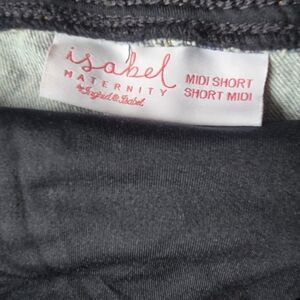 isabel
MATERNITY
by Ingrid & Isabel
MIDI SHORT
SHORT MIDI